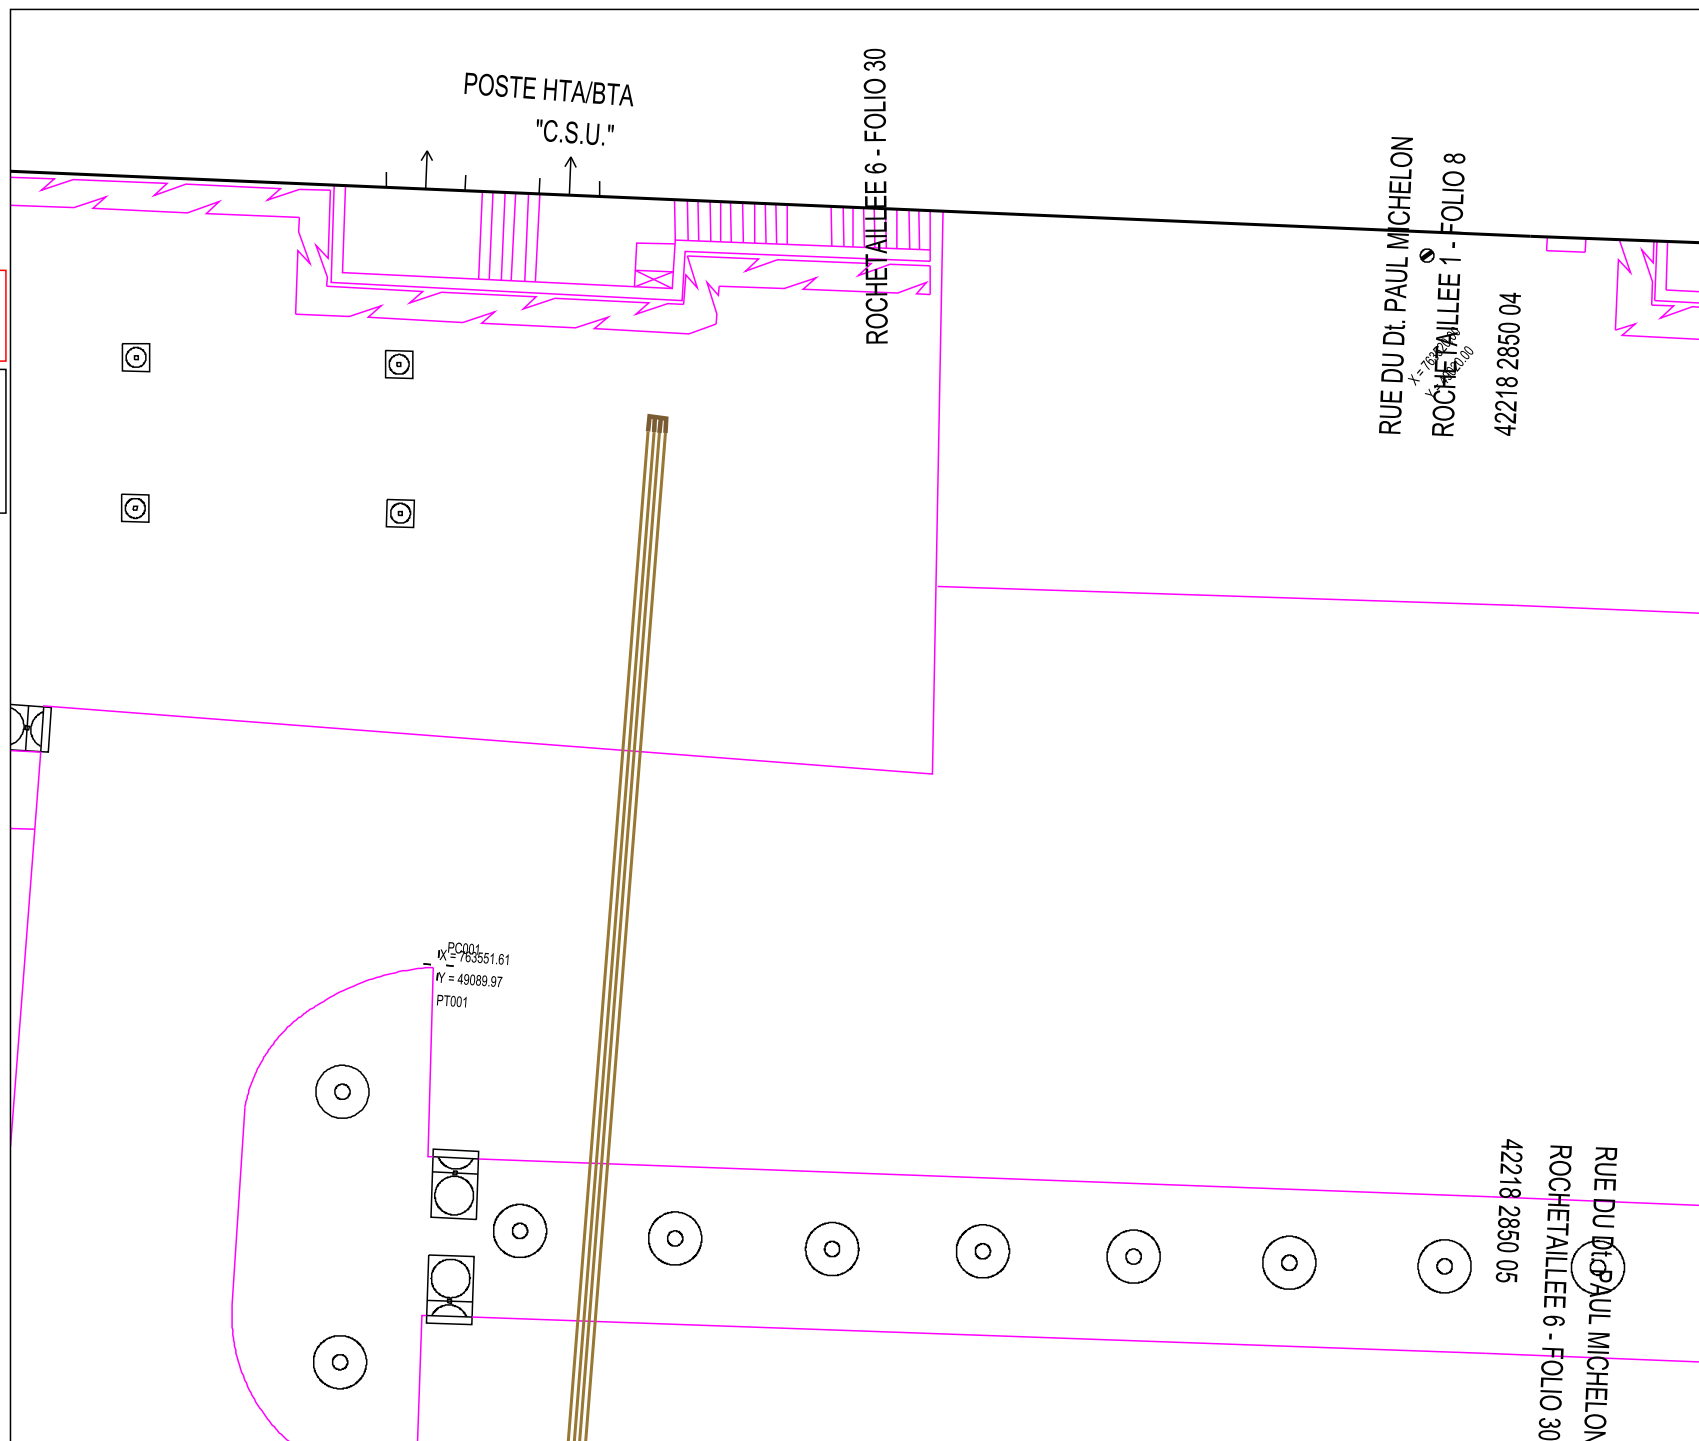 POSTE HTA/BTA
"C.S.U."
ROCHETAILLEE 6 - FOLIO 30
RUE DU Dt. PAUL MICHELON
ROCHETAILLEE 1 - FOLIO 8
42218 2850 04
PC001
X = 763551.61
Y = 49089.97
PT001
RUE DU Dt. PAUL MICHELON
ROCHETAILLEE 6 - FOLIO 30
42218 2850 05